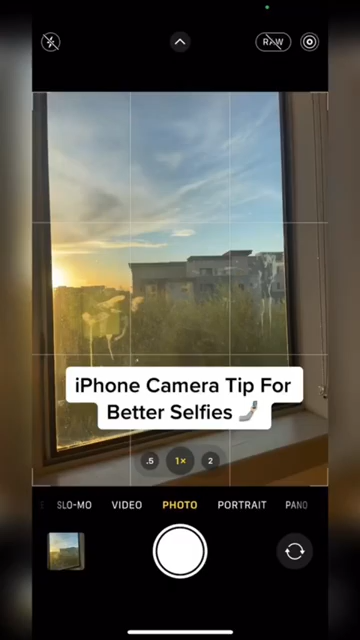 RAW
iPhone Camera Tip For
Better Selfies 🤳
.5 1× 2
SLO-MO VIDEO PHOTO PORTRAIT PANO